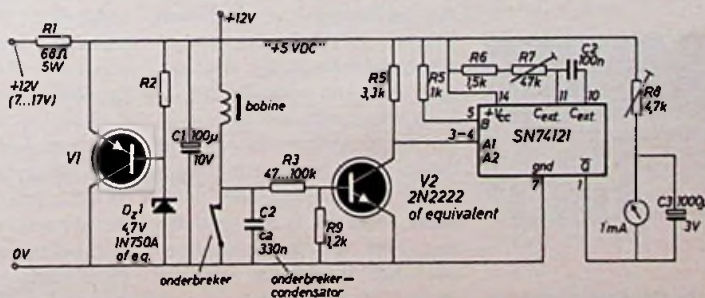 R1
68Ω
5W
+12V
(7...17V)
V1
R2
Dz1
4,7V
1N750A
of eq.
0V
C1 100µ
10V
+12V
bobine
"+5 VDC"
R3
47...100k
C2
ca
330n
onderbreker
onderbreker–
condensator
R9
1,2k
V2
2N2222
of equivalent
R5
3,3k
R5
1k
R6
1,5k
R7
47k
C2
100n
14
11
10
+Vcc
Cext.
Cext.
5
B
SN74121
3-4
A1
A2
gnd
Q
7
1
R8
4,7k
1mA
C3 1000µ
3V